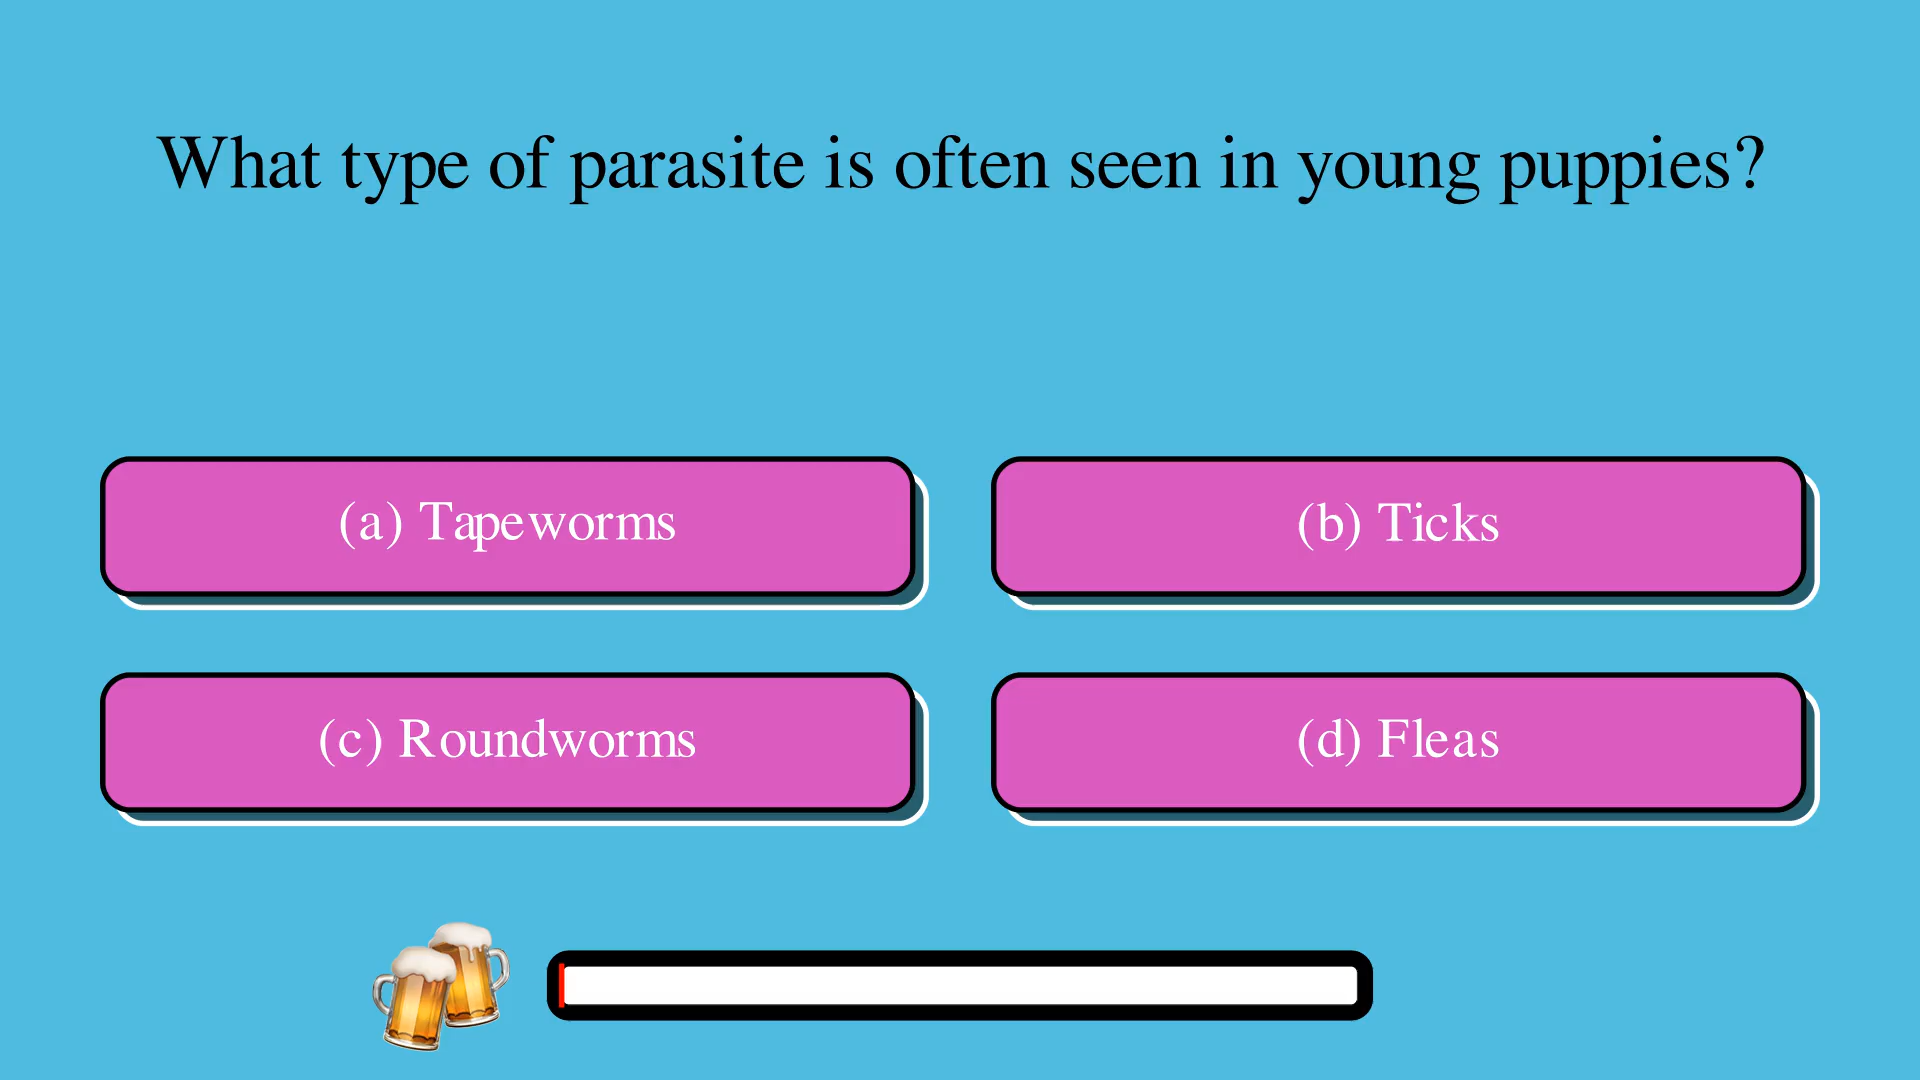 What type of parasite is often seen in young puppies?
(a) Tapeworms
(b) Ticks
(c) Roundworms
(d) Fleas